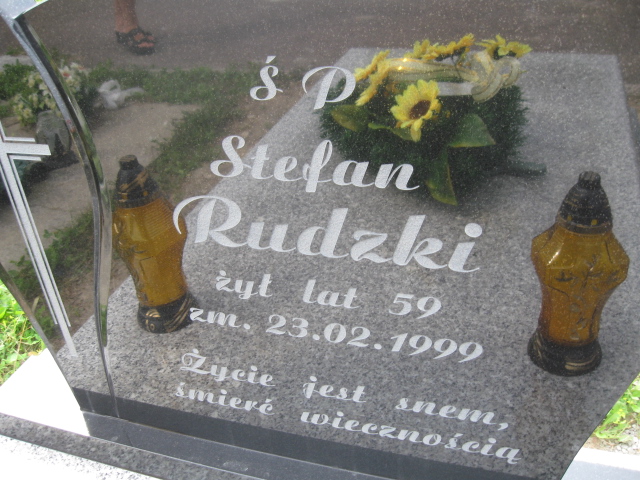 Ś P
Stefan
Rudzki
żył lat 59
zm. 23.02.1999
Życie jest snem,
śmierć wiecznością